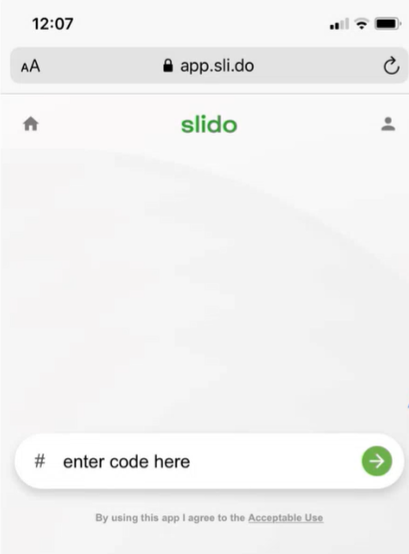 12:07
AA app.sli.do
slido
# enter code here
By using this app I agree to the Acceptable Use